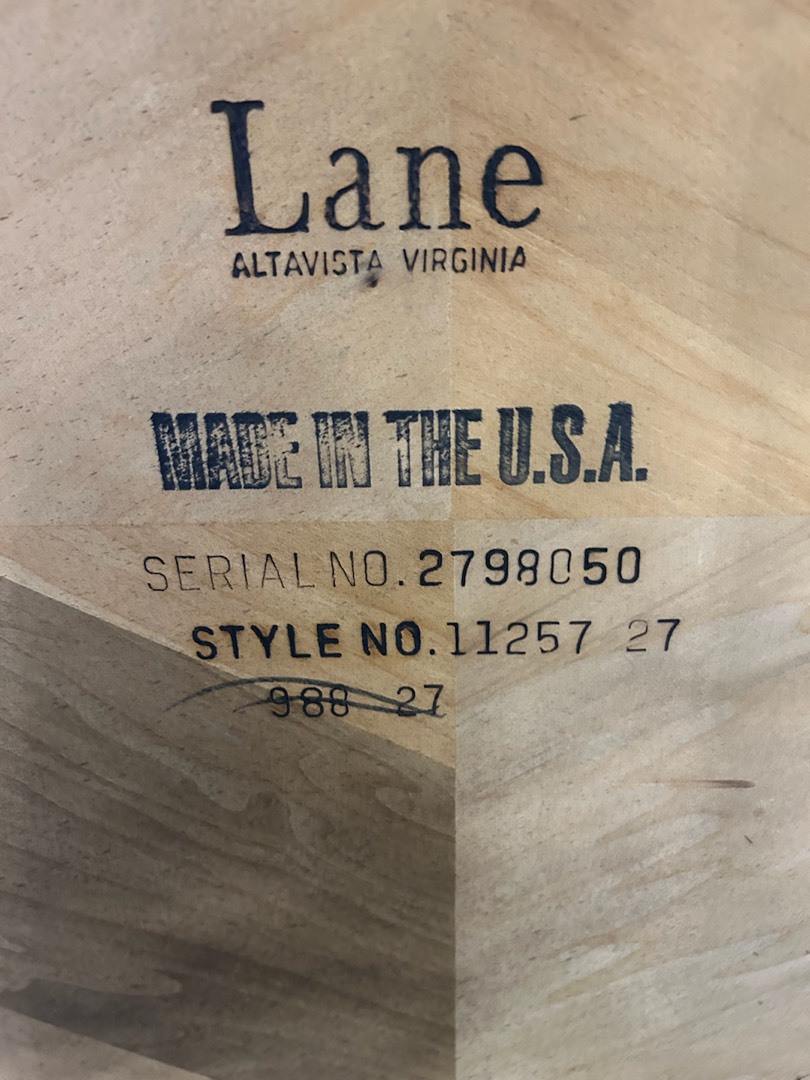 Lane
ALTAVISTA VIRGINIA
MADE IN THE U.S.A.
SERIAL NO. 2798050
STYLE NO. 11257 27
988 27